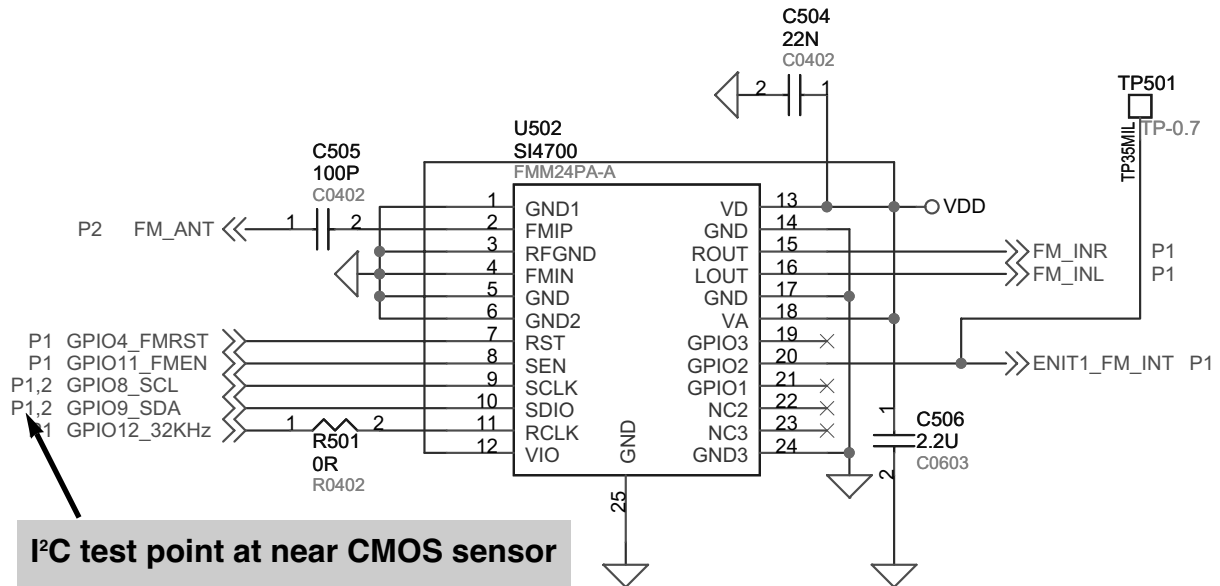 C504
22N
C0402
2 1
TP501
TP-0.7
TP35MIL
U502
SI4700
FMM24PA-A
C505
100P
C0402
P2 FM_ANT 1 2
1 GND1
2 FMIP
3 RFGND
4 FMIN
5 GND
6 GND2
7 RST
8 SEN
9 SCLK
10 SDIO
11 RCLK
12 VIO
VD 13
GND 14
ROUT 15
LOUT 16
GND 17
VA 18
GPIO3 19
GPIO2 20
GPIO1 21
NC2 22
NC3 23
GND3 24
GND
25
VDD
FM_INR P1
FM_INL P1
ENIT1_FM_INT P1
P1 GPIO4_FMRST
P1 GPIO11_FMEN
P1,2 GPIO8_SCL
P1,2 GPIO9_SDA
P1 GPIO12_32KHz
1 2
R501
0R
R0402
1
C506
2.2U
C0603
2
I²C test point at near CMOS sensor